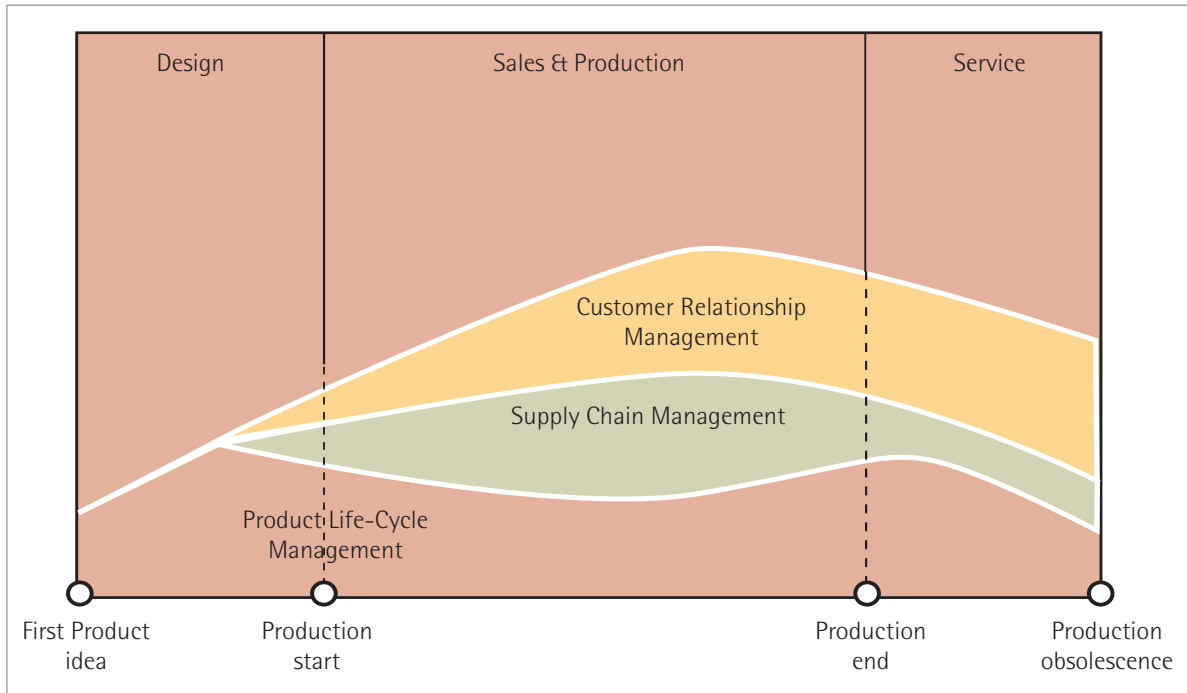 Design
Sales & Production
Service
Customer Relationship
Management
Supply Chain Management
Product Life-Cycle
Management
First Product
idea
Production
start
Production
end
Production
obsolescence